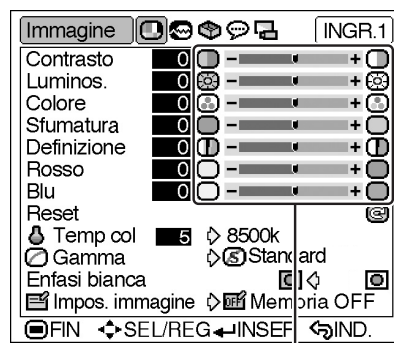 Immagine INGR.1
Contrasto 0 - +
Luminos. 0 - +
Colore 0 - +
Sfumatura 0 - +
Definizione 0 - +
Rosso 0 - +
Blu 0 - +
Reset
Temp col 5 8500k
Gamma S Standard
Enfasi bianca
Impos. immagine OFF Memoria OFF
FIN SEL/REG INSER IND.